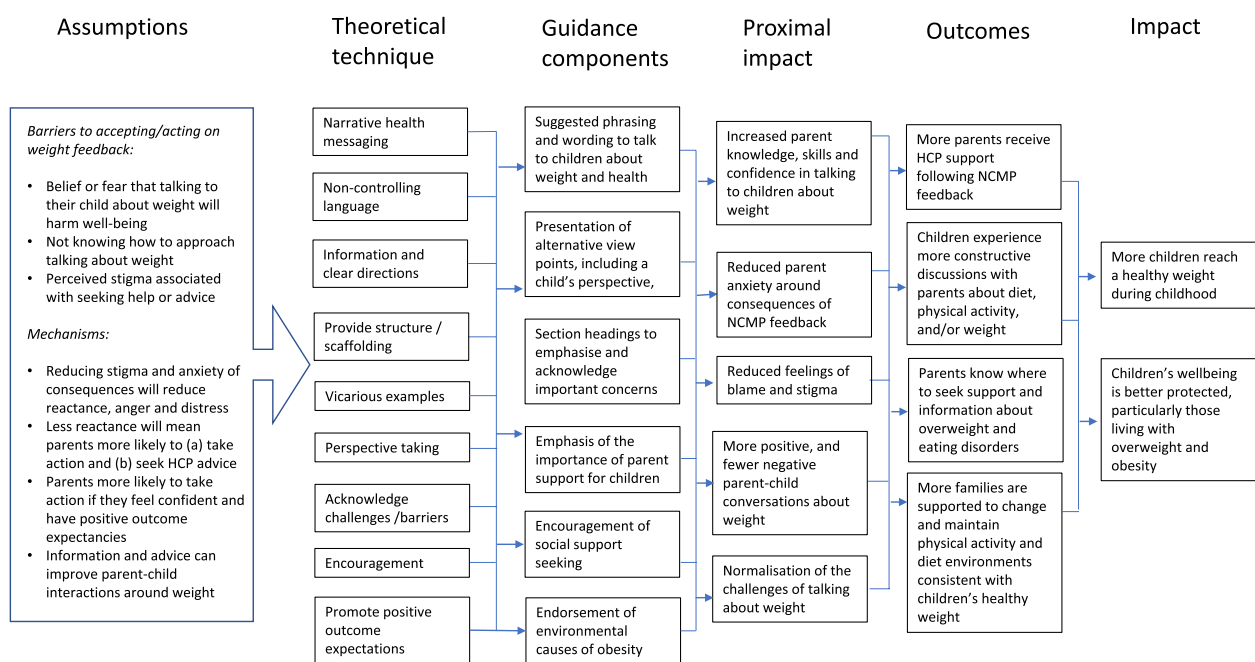 Assumptions
Theoretical
technique
Guidance
components
Proximal
impact
Outcomes
Impact
Barriers to accepting/acting on
weight feedback:
• Belief or fear that talking to
their child about weight will
harm well-being
• Not knowing how to approach
talking about weight
• Perceived stigma associated
with seeking help or advice
Mechanisms:
• Reducing stigma and anxiety of
consequences will reduce
reactance, anger and distress
• Less reactance will mean
parents more likely to (a) take
action and (b) seek HCP advice
• Parents more likely to take
action if they feel confident and
have positive outcome
expectancies
• Information and advice can
improve parent-child
interactions around weight
Narrative health
messaging
Non-controlling
language
Information and
clear directions
Provide structure /
scaffolding
Vicarious examples
Perspective taking
Acknowledge
challenges /barriers
Encouragement
Promote positive
outcome
expectations
Suggested phrasing
and wording to talk
to children about
weight and health
Presentation of
alternative view
points, including a
child's perspective,
Section headings to
emphasise and
acknowledge
important concerns
Emphasis of the
importance of parent
support for children
Encouragement of
social support
seeking
Endorsement of
environmental
causes of obesity
Increased parent
knowledge, skills and
confidence in talking
to children about
weight
Reduced parent
anxiety around
consequences of
NCMP feedback
Reduced feelings of
blame and stigma
More positive, and
fewer negative
parent-child
conversations about
weight
Normalisation of the
challenges of talking
about weight
More parents receive
HCP support
following NCMP
feedback
Children experience
more constructive
discussions with
parents about diet,
physical activity,
and/or weight
Parents know where
to seek support and
information about
overweight and
eating disorders
More families are
supported to change
and maintain
physical activity and
diet environments
consistent with
children's healthy
weight
More children reach
a healthy weight
during childhood
Children's wellbeing
is better protected,
particularly those
living with
overweight and
obesity